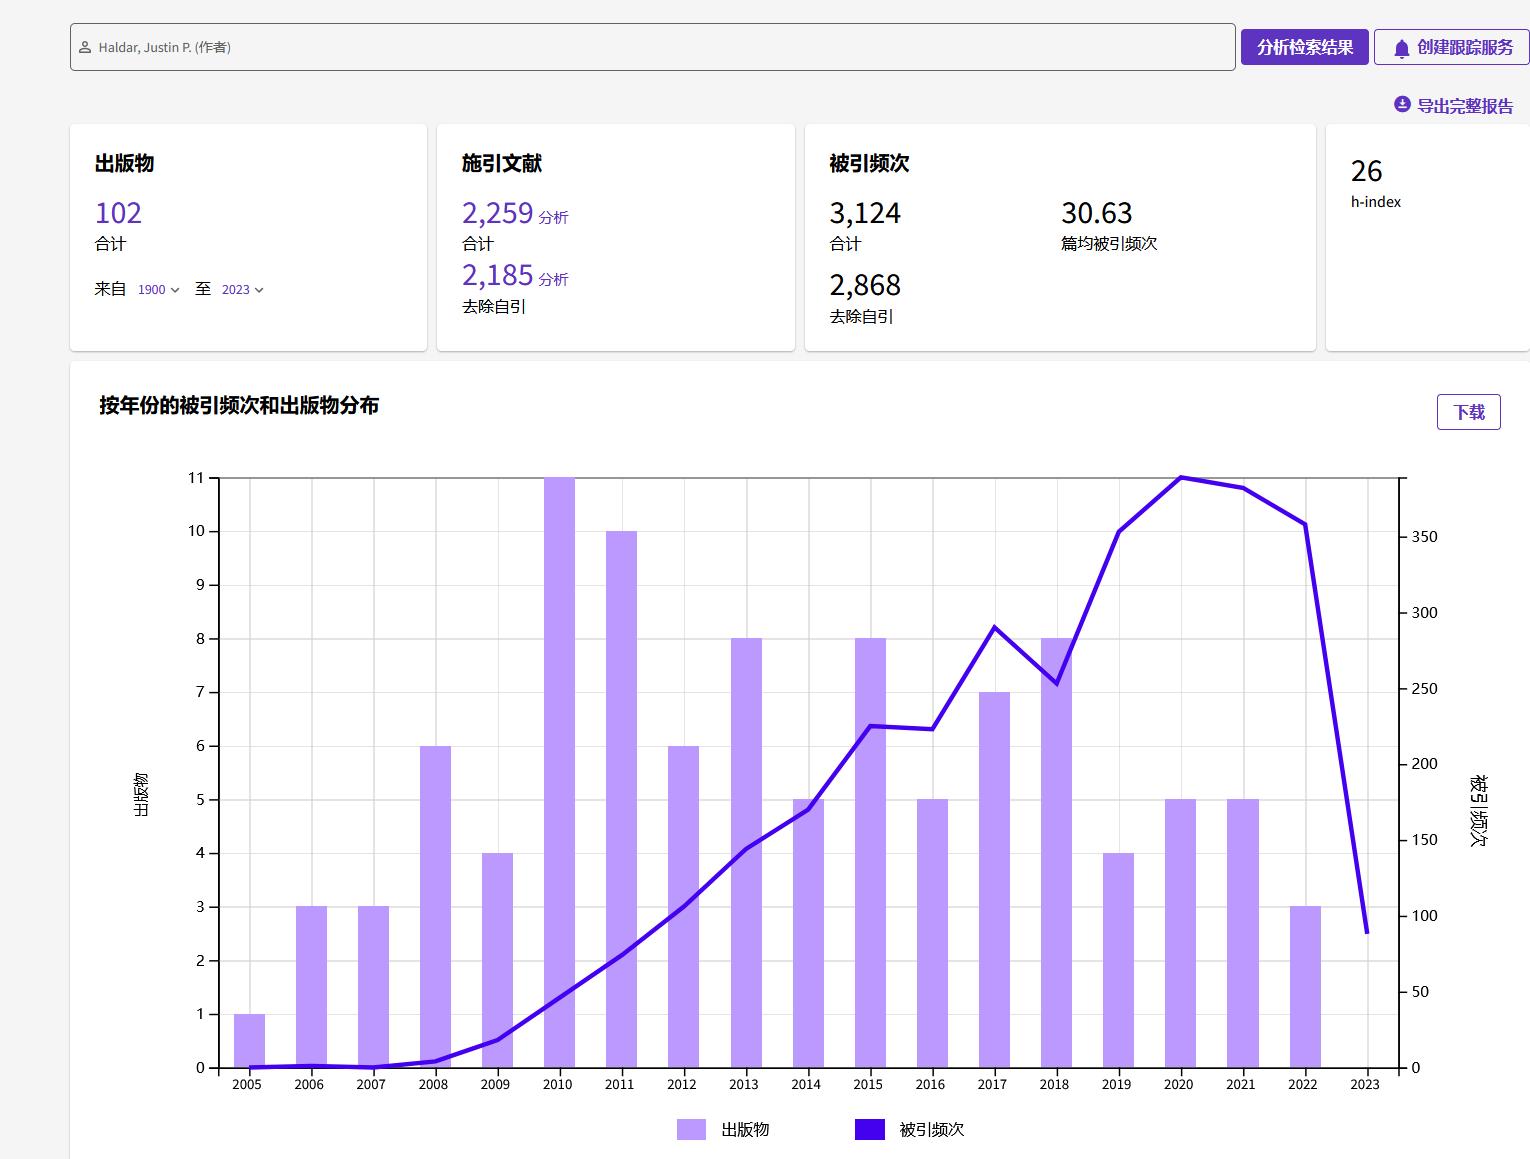 Haldar, Justin P. (作者)
分析检索结果
创建跟踪服务
导出完整报告
出版物
102
合计
来自 1900 至 2023
施引文献
2,259 分析
合计
2,185 分析
去除自引
被引频次
3,124
合计
30.63
篇均被引频次
2,868
去除自引
26
h-index
按年份的被引频次和出版物分布
下载
11
10
9
8
7
6
5
4
3
2
1
0
出版物
350
300
250
200
150
100
50
0
被引频次
2005 2006 2007 2008 2009 2010 2011 2012 2013 2014 2015 2016 2017 2018 2019 2020 2021 2022 2023
出版物 被引频次